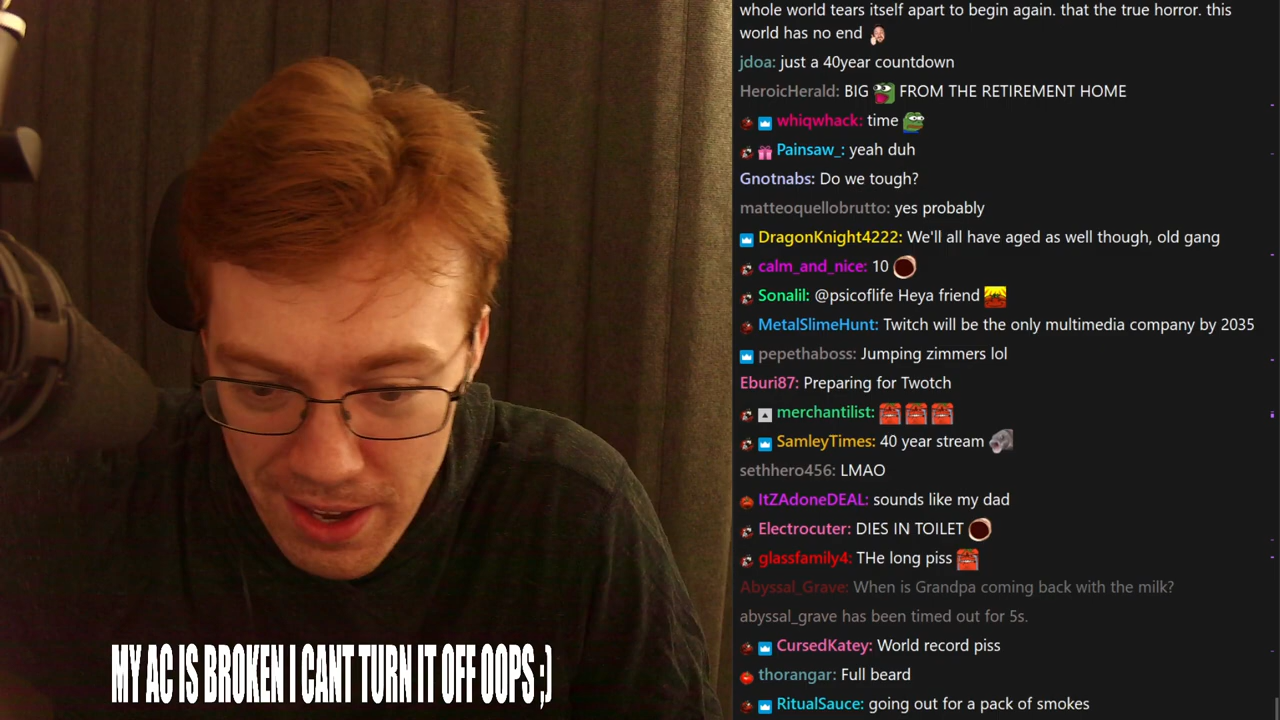 whole world tears itself apart to begin again. that the true horror. this
world has no end
jdoa: just a 40year countdown
HeroicHerald: BIG FROM THE RETIREMENT HOME
whiqwhack: time
Painsaw_: yeah duh
Gnotnabs: Do we tough?
matteoquellobrutto: yes probably
DragonKnight4222: We'll all have aged as well though, old gang
calm_and_nice: 10
Sonalil: @psicoflife Heya friend
MetalSlimeHunt: Twitch will be the only multimedia company by 2035
pepethaboss: Jumping zimmers lol
Eburi87: Preparing for Twotch
merchantilist:
SamleyTimes: 40 year stream
sethhero456: LMAO
ItZAdoneDEAL: sounds like my dad
Electrocuter: DIES IN TOILET
glassfamily4: THe long piss
Abyssal_Grave: When is Grandpa coming back with the milk?
abyssal_grave has been timed out for 5s.
CursedKatey: World record piss
thorangar: Full beard
RitualSauce: going out for a pack of smokes
MY AC IS BROKEN I CANT TURN IT OFF OOPS ;)